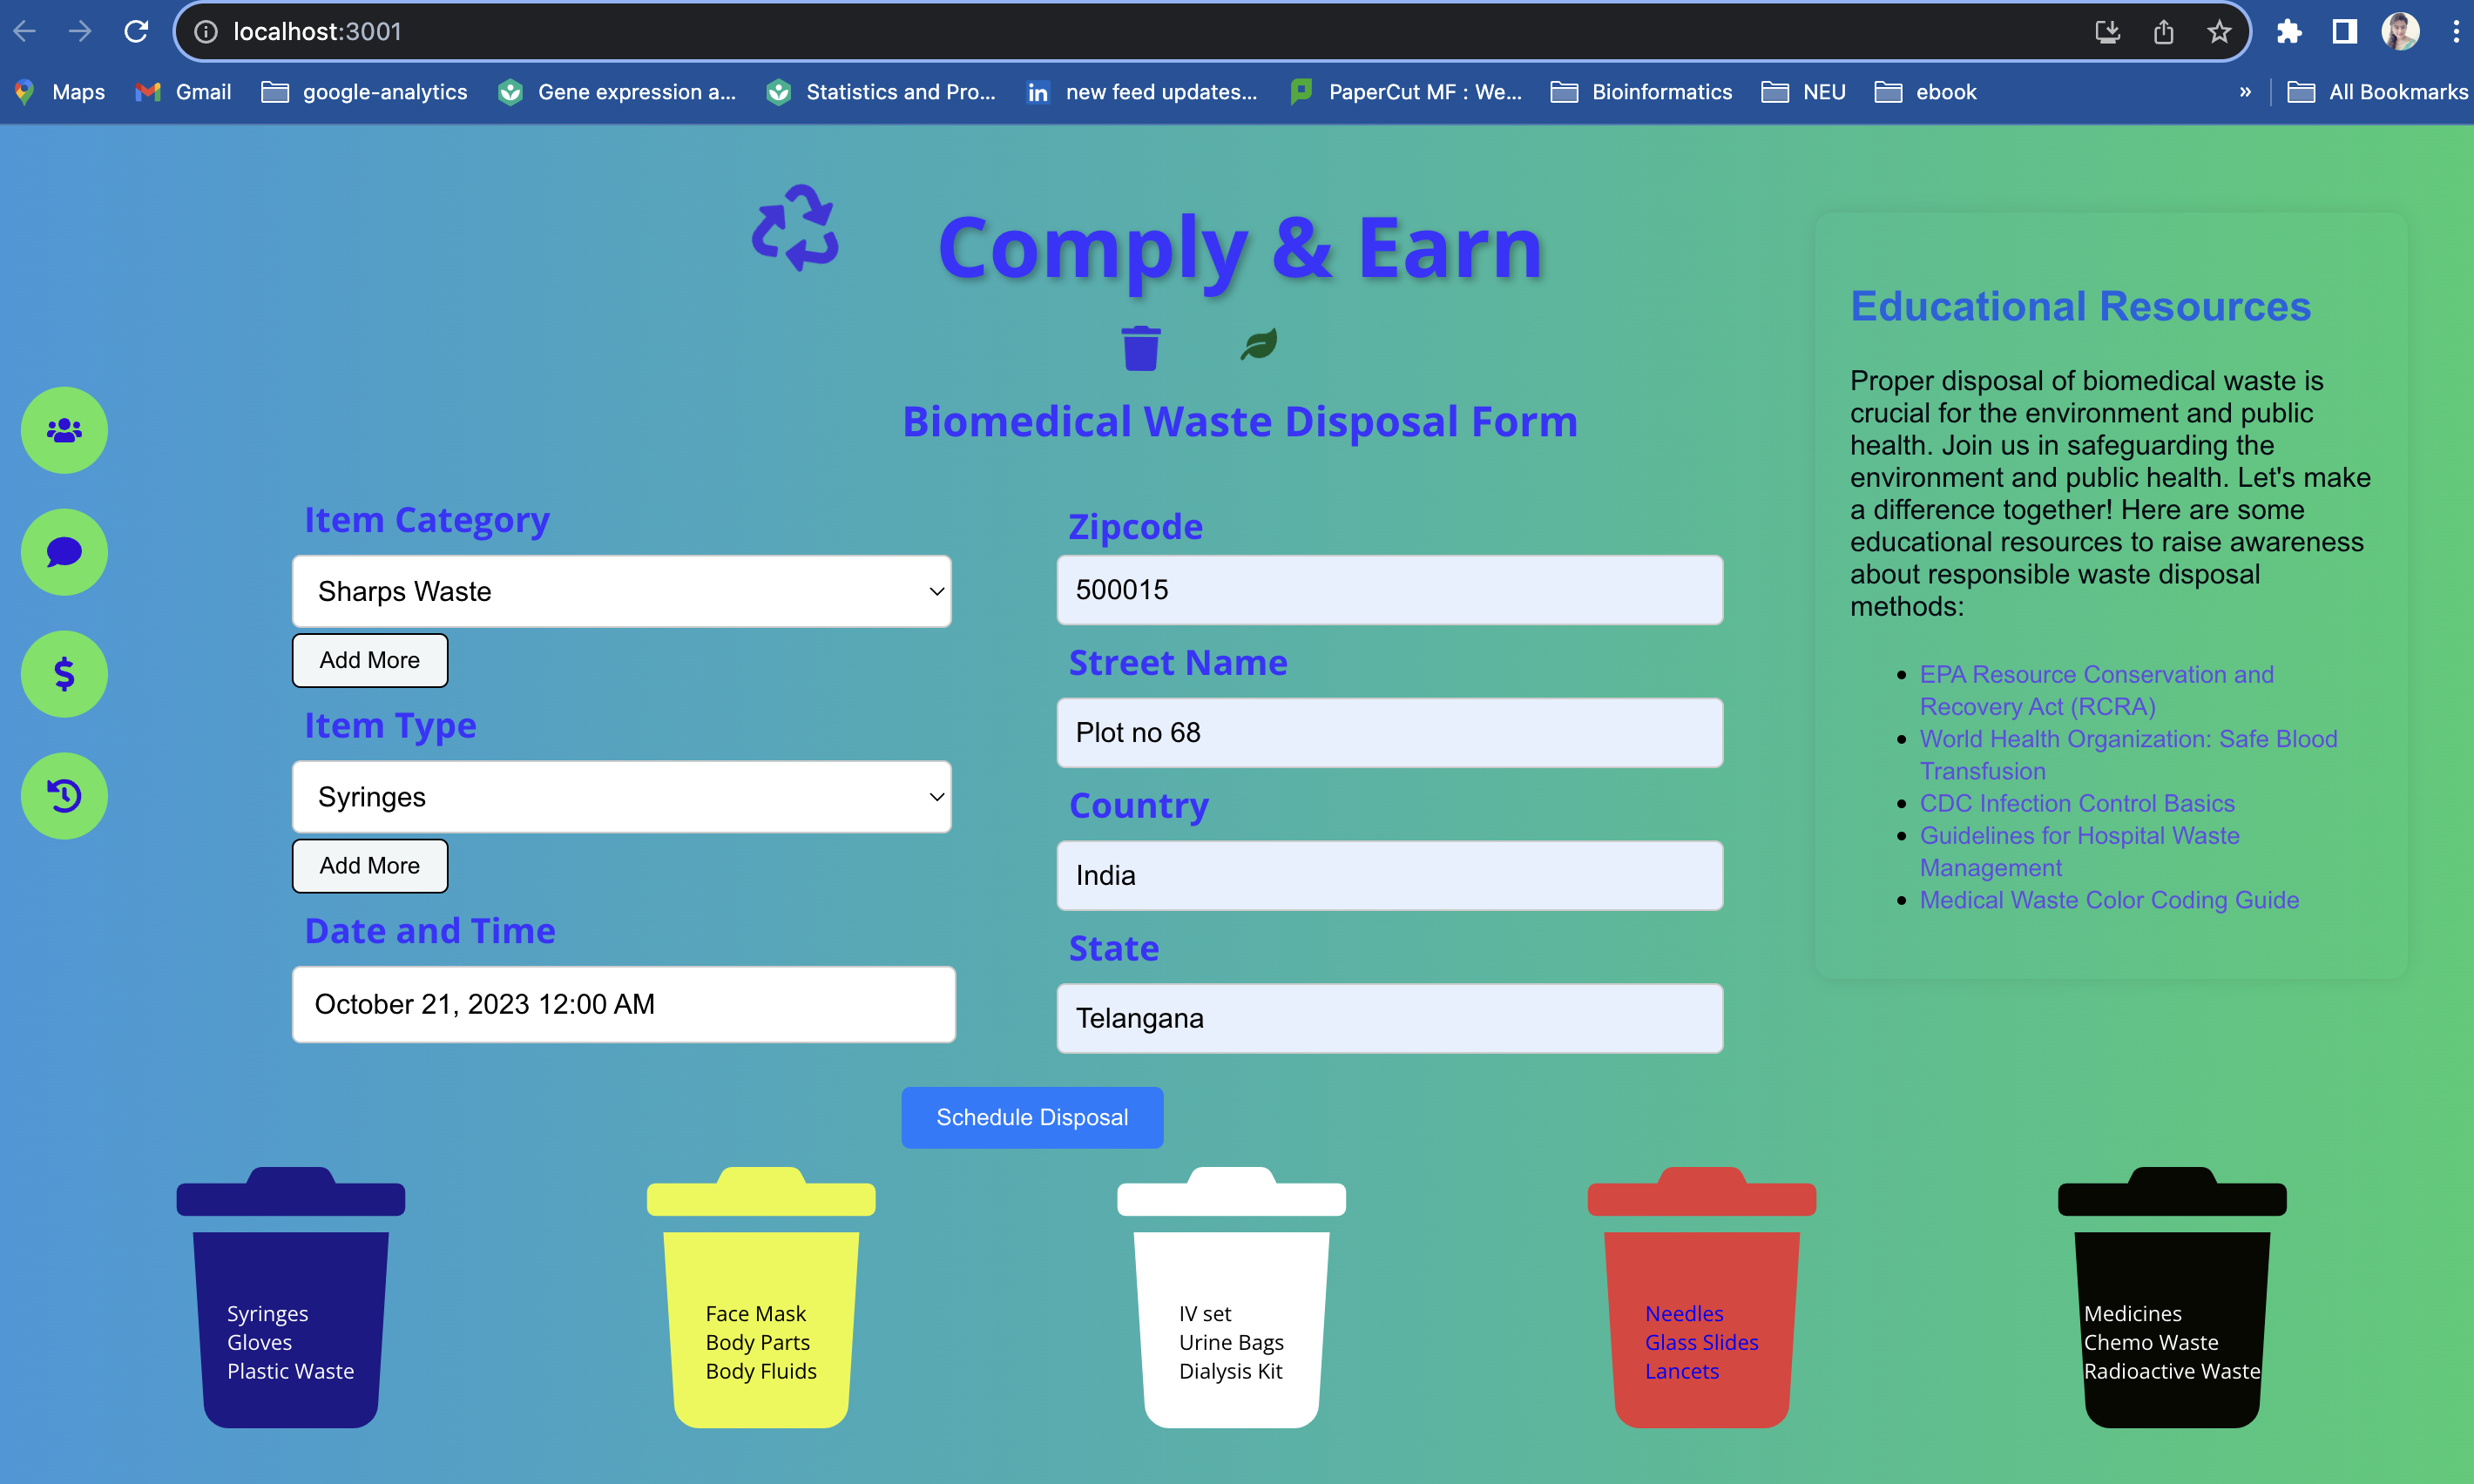 localhost:3001
Maps
Gmail
google-analytics
Gene expression a...
Statistics and Pro...
new feed updates...
PaperCut MF : We...
Bioinformatics
NEU
ebook
»
All Bookmarks
Comply & Earn
Biomedical Waste Disposal Form
Item Category
Sharps Waste
Add More
Item Type
Syringes
Add More
Date and Time
October 21, 2023 12:00 AM
Zipcode
500015
Street Name
Plot no 68
Country
India
State
Telangana
Schedule Disposal
Educational Resources
Proper disposal of biomedical waste is
crucial for the environment and public
health. Join us in safeguarding the
environment and public health. Let's make
a difference together! Here are some
educational resources to raise awareness
about responsible waste disposal
methods:
EPA Resource Conservation and
Recovery Act (RCRA)
World Health Organization: Safe Blood
Transfusion
CDC Infection Control Basics
Guidelines for Hospital Waste
Management
Medical Waste Color Coding Guide
Syringes
Gloves
Plastic Waste
Face Mask
Body Parts
Body Fluids
IV set
Urine Bags
Dialysis Kit
Needles
Glass Slides
Lancets
Medicines
Chemo Waste
Radioactive Waste